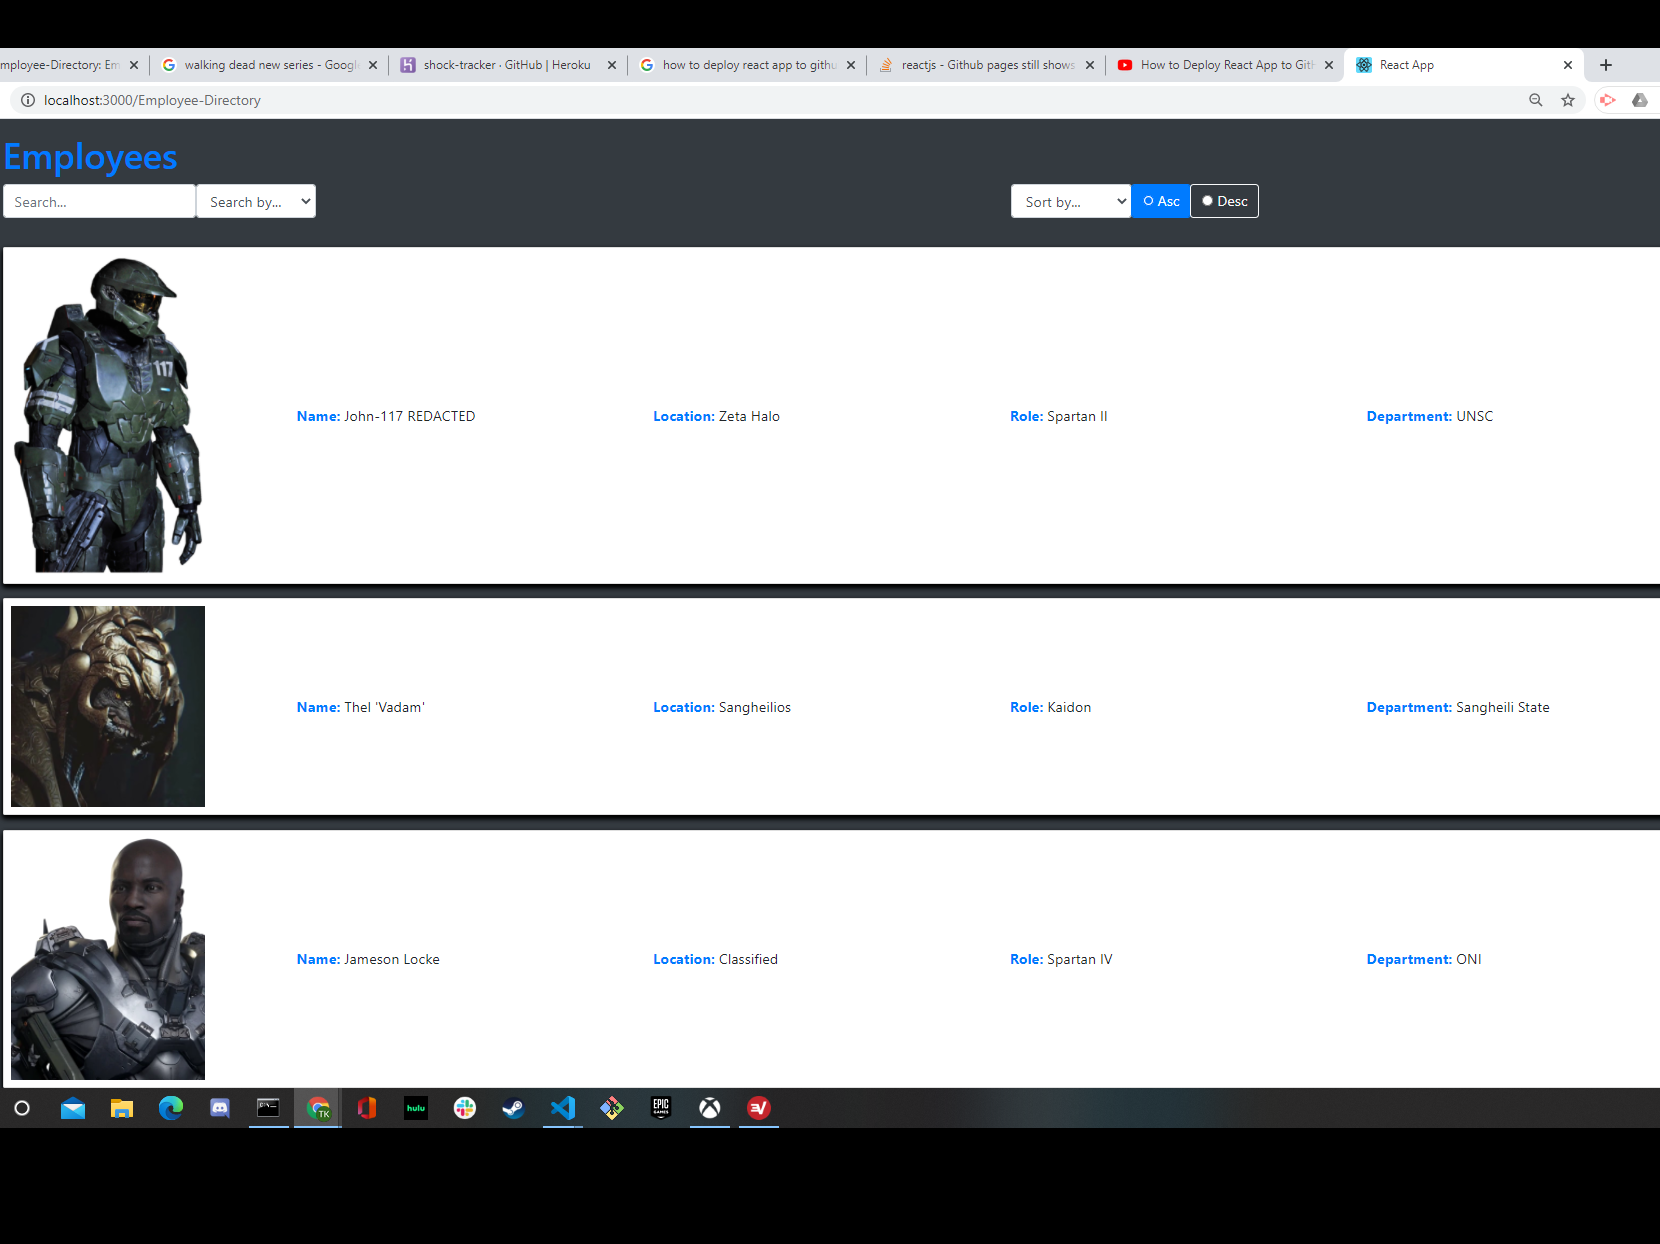 mployee-Directory: Em
walking dead new series - Googl
shock-tracker · GitHub | Heroku
how to deploy react app to githu
reactjs - Github pages still shows
How to Deploy React App to GitH
React App
localhost:3000/Employee-Directory
Employees
Search... Search by... Sort by... Asc Desc
117
Name: John-117 REDACTED Location: Zeta Halo Role: Spartan II Department: UNSC
Name: Thel 'Vadam' Location: Sangheilios Role: Kaidon Department: Sangheili State
Name: Jameson Locke Location: Classified Role: Spartan IV Department: ONI
TK
hulu
EPIC
GAMES